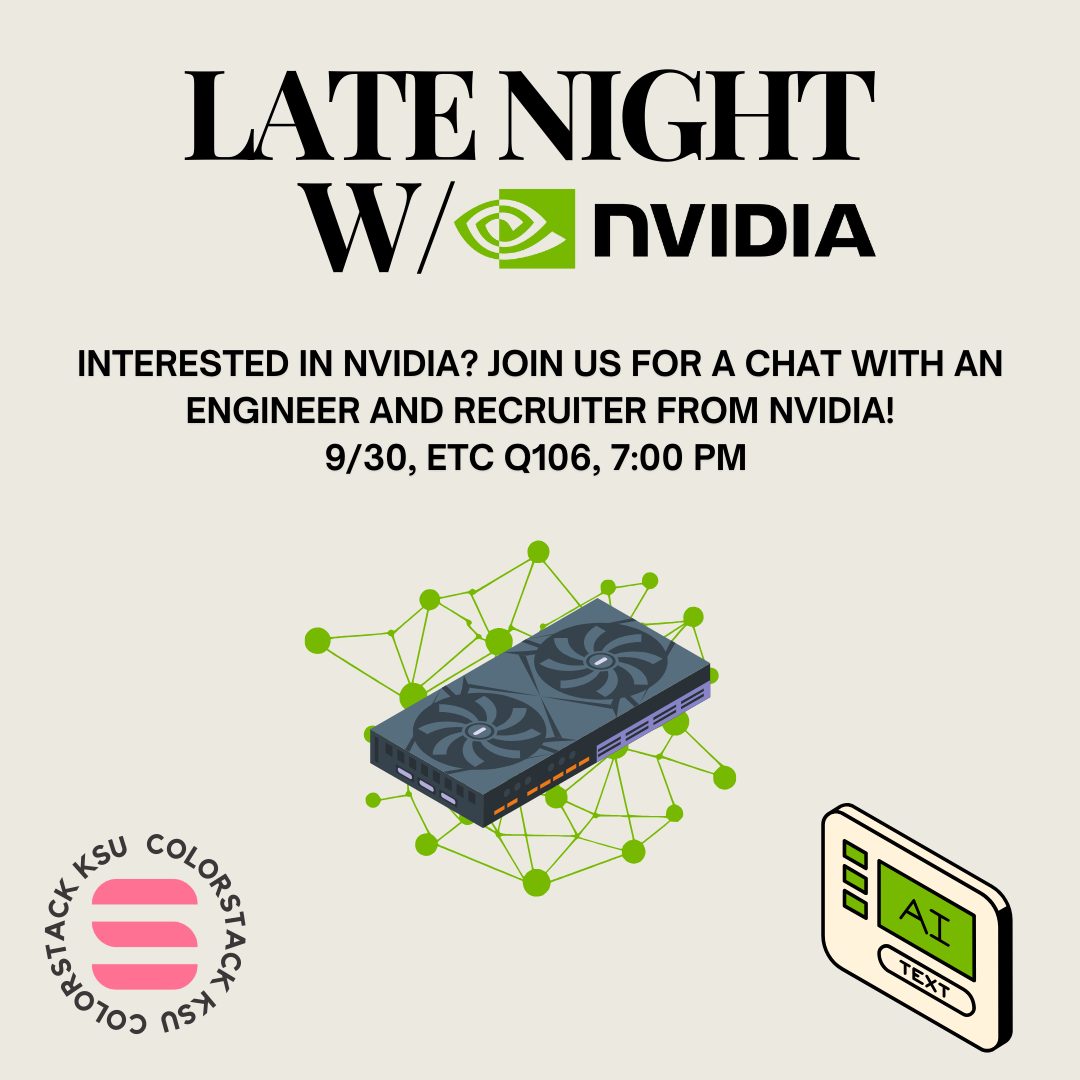 LATE NIGHT
W/ NVIDIA
INTERESTED IN NVIDIA? JOIN US FOR A CHAT WITH AN
ENGINEER AND RECRUITER FROM NVIDIA!
9/30, ETC Q106, 7:00 PM
COLORSTACK KSU COLORSTACK KSU
AI
TEXT